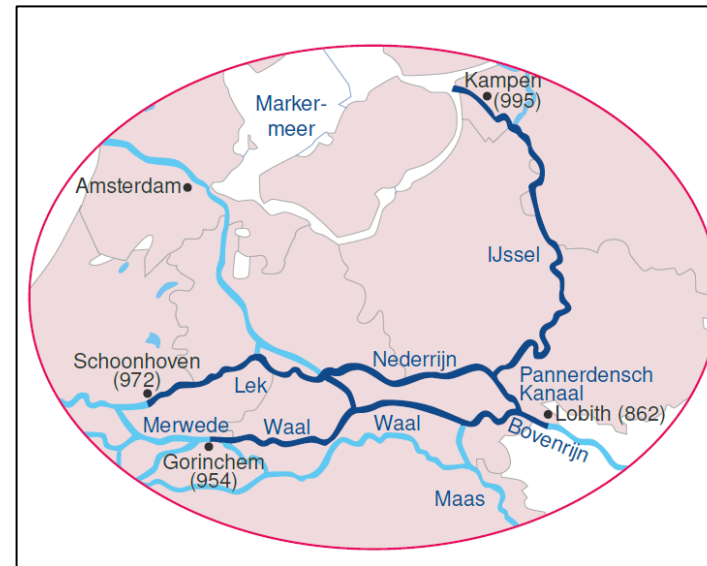 Kampen
(995)
Marker-
meer
Amsterdam
IJssel
Schoonhoven
(972)
Nederrijn
Pannerdensch
Kanaal
Lek
Lobith (862)
Merwede
Waal
Waal
Bovenrijn
Gorinchem
(954)
Maas